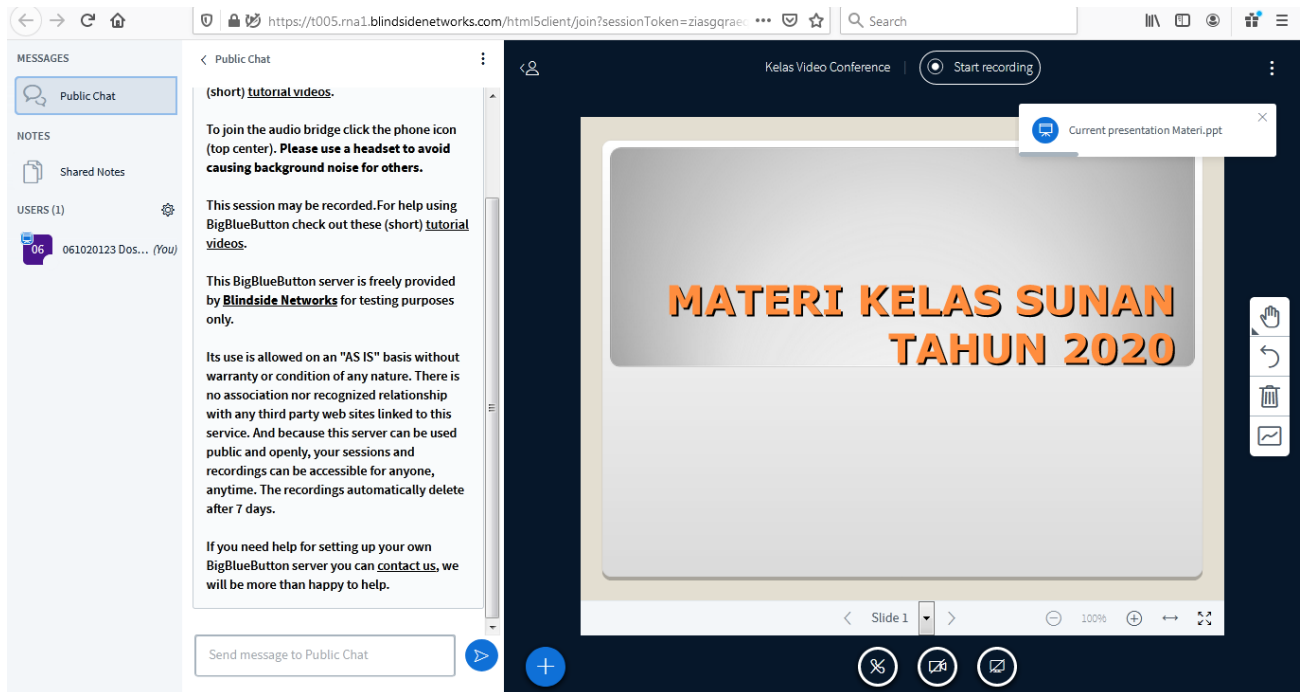 https://t005.rna1.blindsidenetworks.com/html5client/join?sessionToken=ziasgqraec
Search
MESSAGES
Public Chat
NOTES
Shared Notes
USERS (1)
06
061020123 Dos... (You)
Public Chat
(short) tutorial videos.
To join the audio bridge click the phone icon
(top center). Please use a headset to avoid
causing background noise for others.
This session may be recorded.For help using
BigBlueButton check out these (short) tutorial
videos.
This BigBlueButton server is freely provided
by Blindside Networks for testing purposes
only.
Its use is allowed on an "AS IS" basis without
warranty or condition of any nature. There is
no association nor recognized relationship
with any third party web sites linked to this
service. And because this server can be used
public and openly, your sessions and
recordings can be accessible for anyone,
anytime. The recordings automatically delete
after 7 days.
If you need help for setting up your own
BigBlueButton server you can contact us, we
will be more than happy to help.
Send message to Public Chat
Kelas Video Conference
Start recording
Current presentation Materi.ppt
MATERI KELAS SUNAN
TAHUN 2020
Slide 1
100%